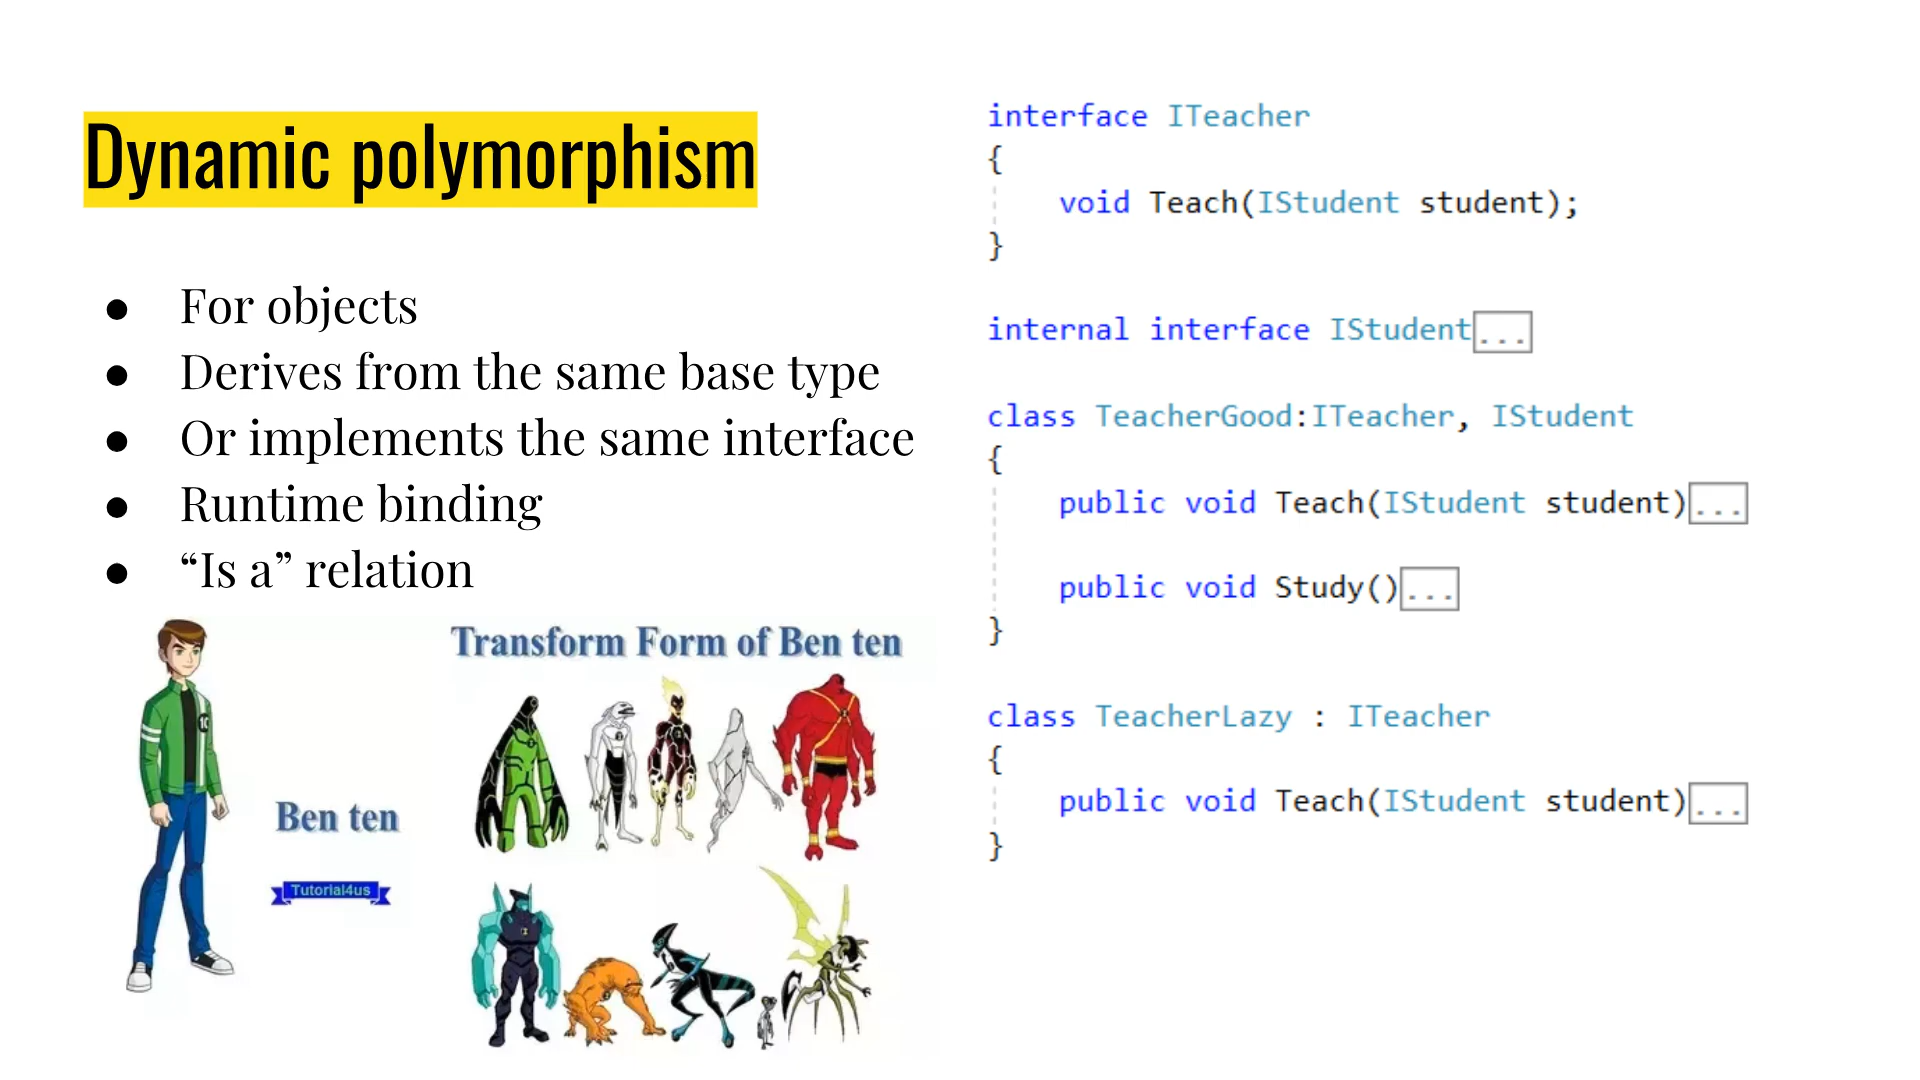 Dynamic polymorphism
● For objects
● Derives from the same base type
● Or implements the same interface
● Runtime binding
● “Is a” relation
Transform Form of Ben ten
10
Ben ten
Tutorial4us
interface ITeacher
{
void Teach(IStudent student);
}
internal interface IStudent...
class TeacherGood:ITeacher, IStudent
{
public void Teach(IStudent student)...
public void Study()...
}
class TeacherLazy : ITeacher
{
public void Teach(IStudent student)...
}